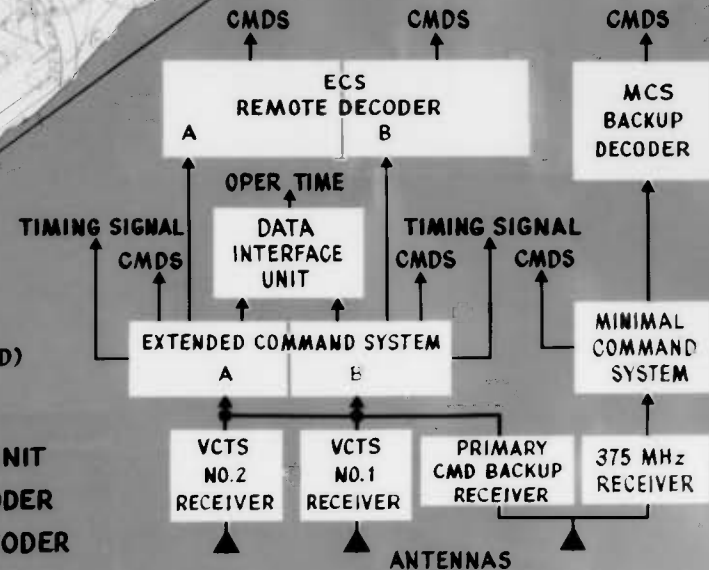 CMDS
CMDS
CMDS
ECS
REMOTE DECODER
A
B
MCS
BACKUP
DECODER
OPER TIME
TIMING SIGNAL
CMDS
DATA
INTERFACE
UNIT
TIMING SIGNAL
CMDS
CMDS
EXTENDED COMMAND SYSTEM
A
B
MINIMAL
COMMAND
SYSTEM
VCTS
NO.2
RECEIVER
VCTS
NO.1
RECEIVER
PRIMARY
CMD BACKUP
RECEIVER
375 MHz
RECEIVER
ANTENNAS
D)
NIT
ODER